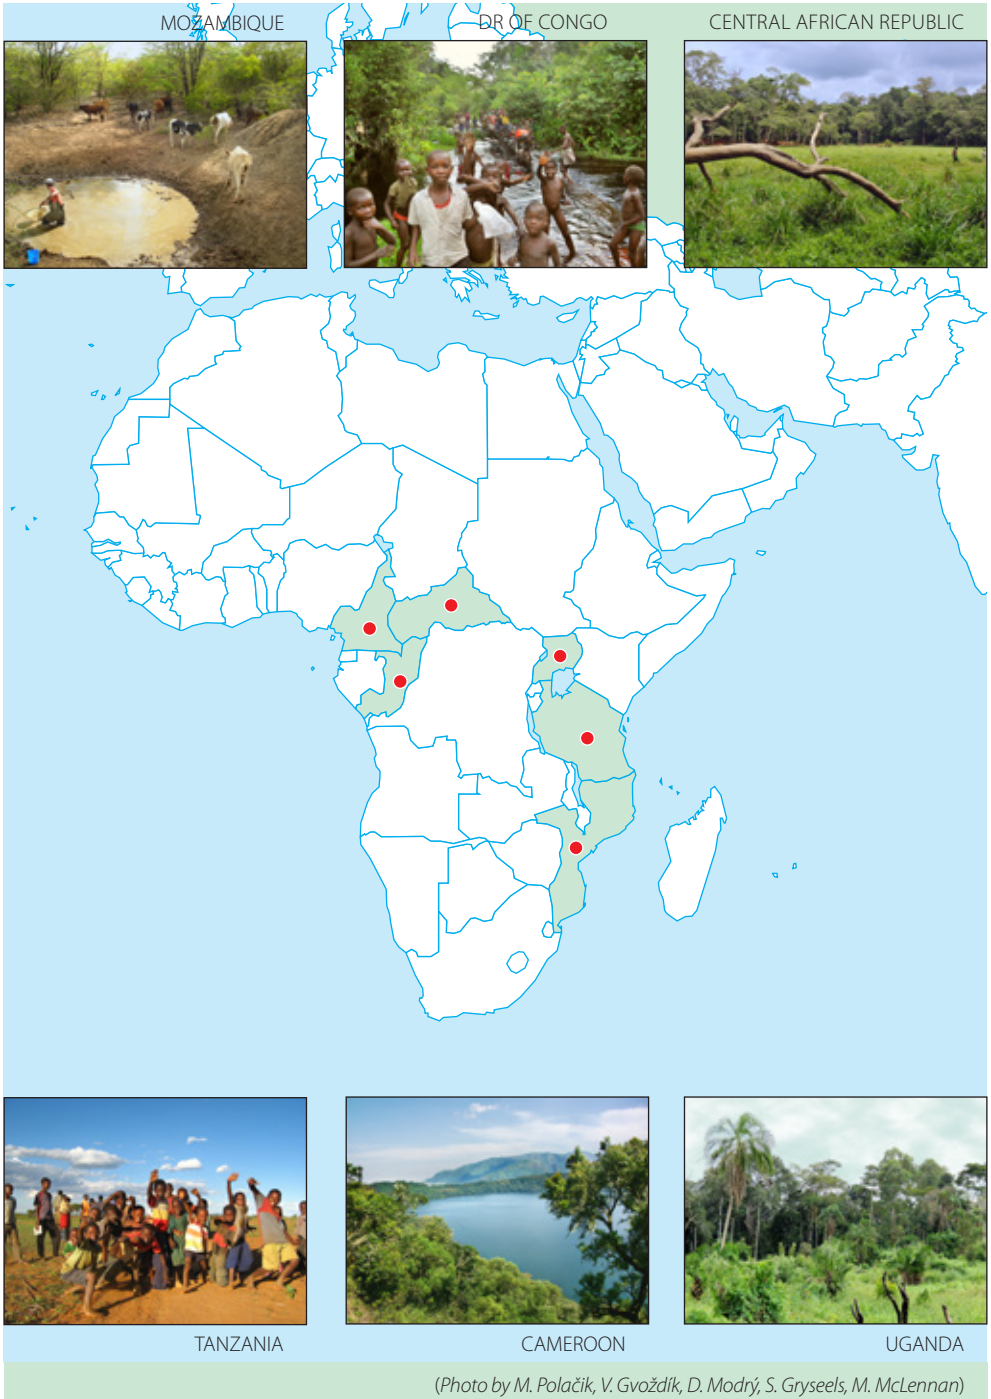 MOZAMBIQUE
DR OF CONGO
CENTRAL AFRICAN REPUBLIC
TANZANIA
CAMEROON
UGANDA
(Photo by M. Polačik, V. Gvoždík, D. Modrý, S. Gryseels, M. McLennan)